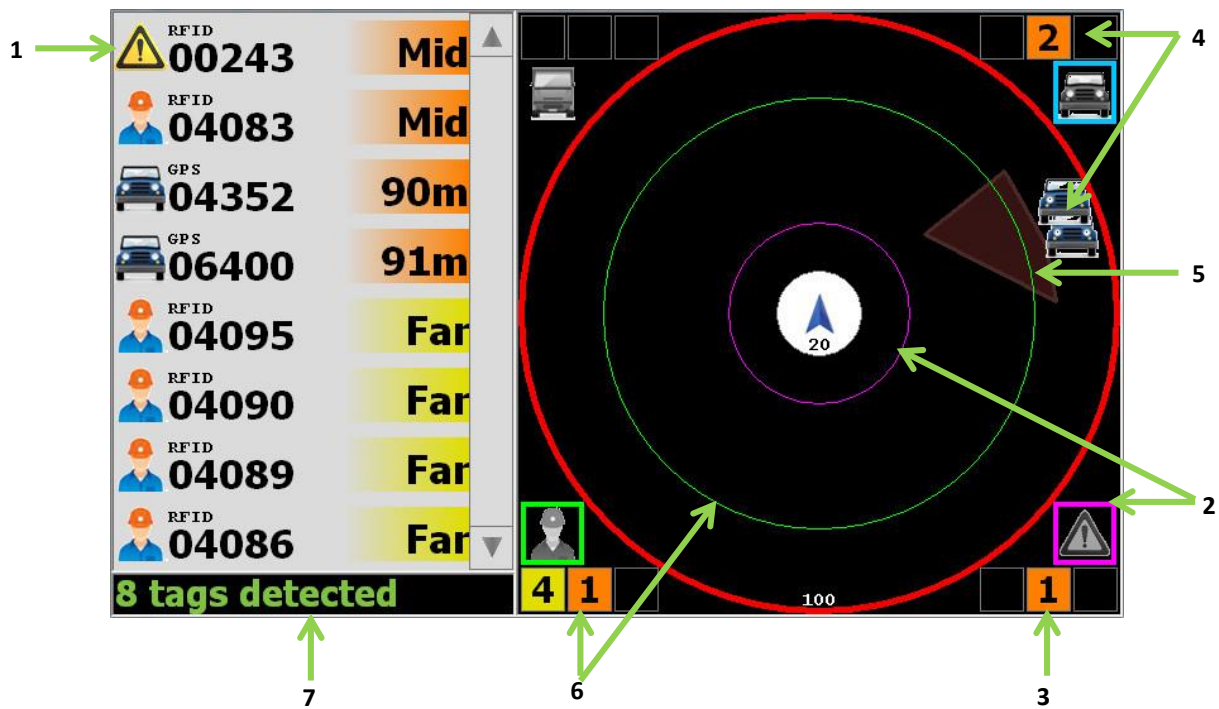 RFID
00243 Mid
RFID
04083 Mid
GPS
04352 90m
GPS
06400 91m
RFID
04095 Far
RFID
04090 Far
RFID
04089 Far
RFID
04086 Far
8 tags detected
2
20
4 1
100
1
1
4
5
2
6
7
3